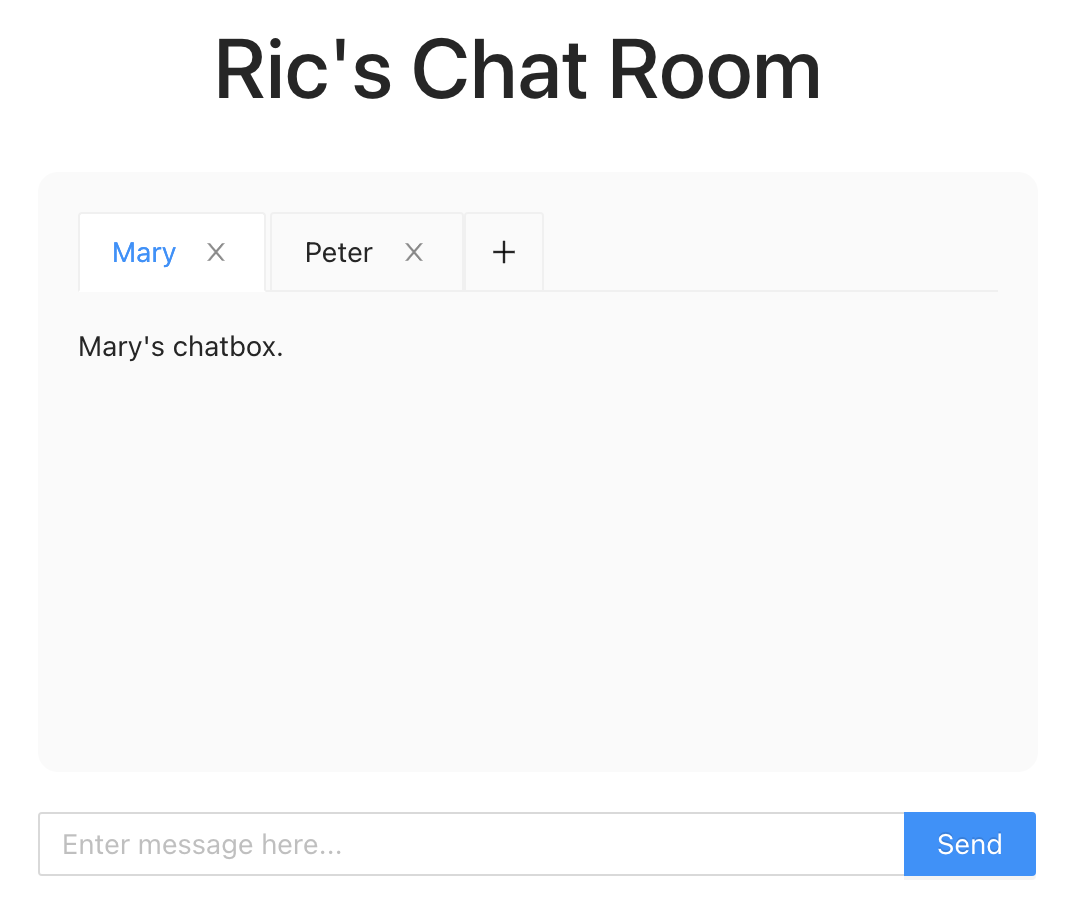 Ric's Chat Room
Mary X Peter X +
Mary's chatbox.
Enter message here...
Send